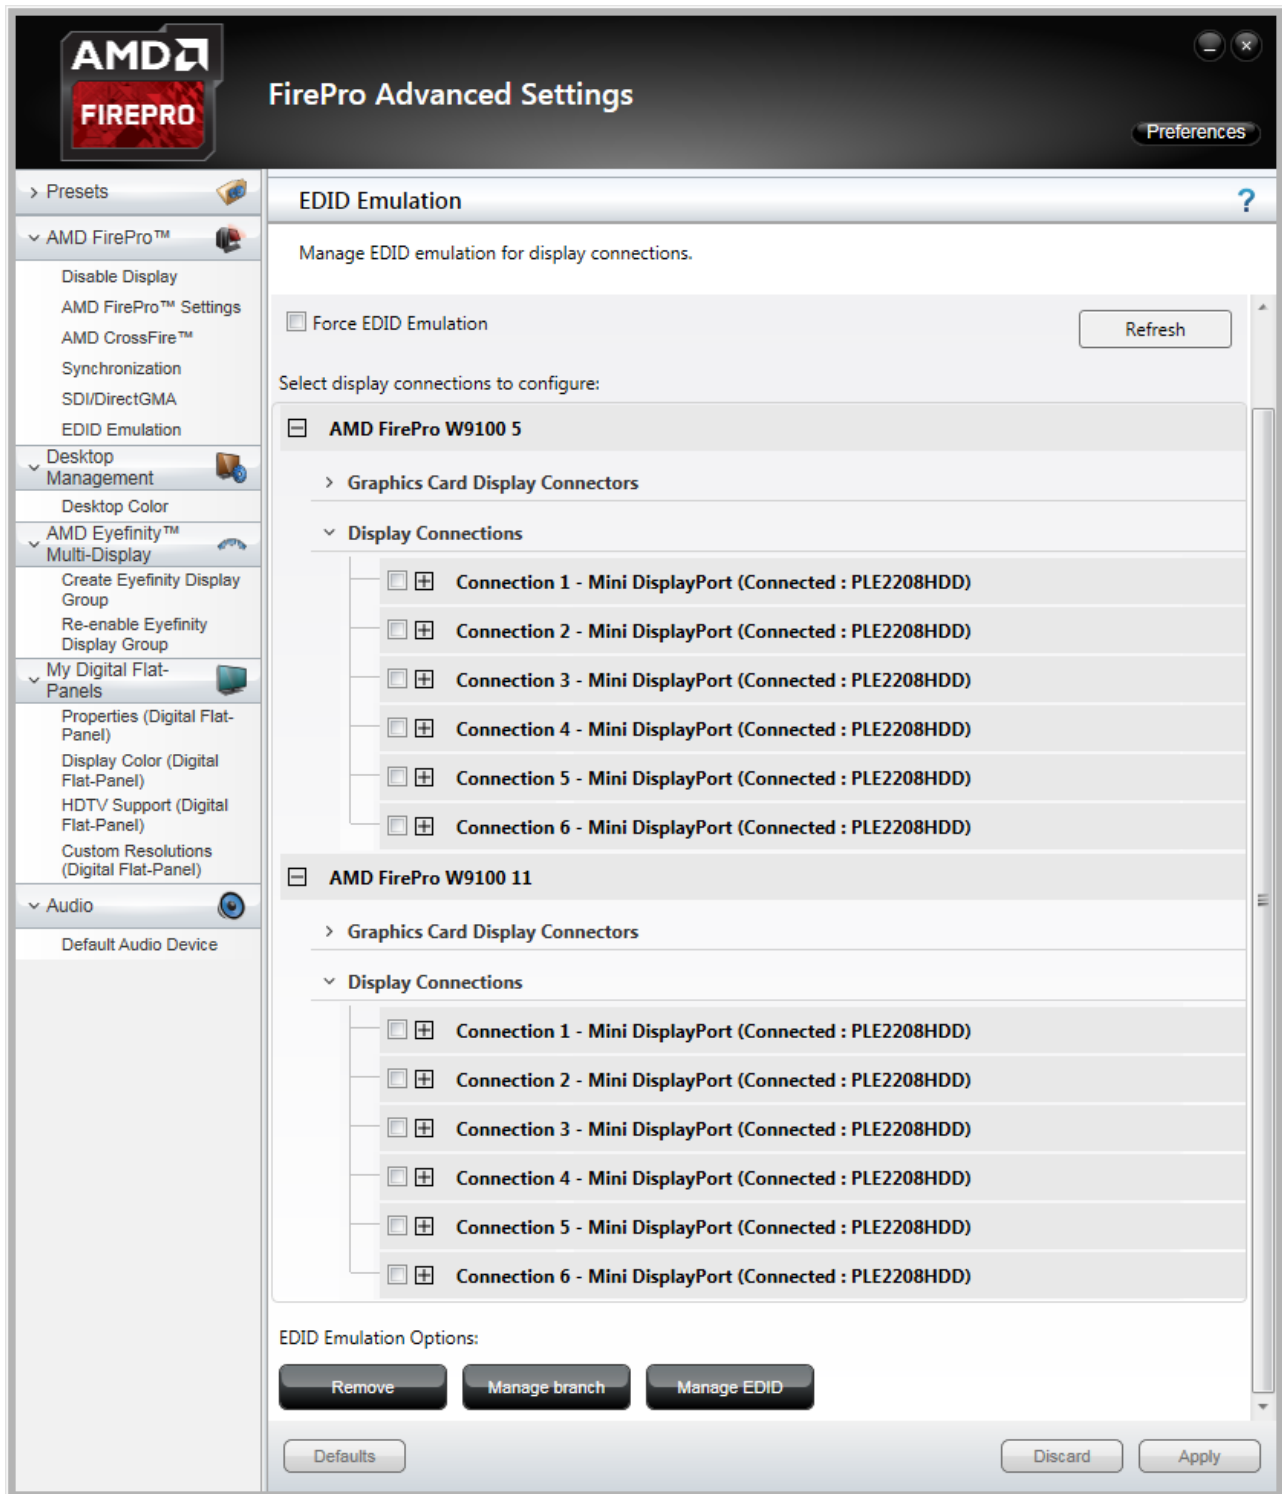 AMD
FIREPRO
FirePro Advanced Settings
Preferences
Presets
AMD FirePro™
Disable Display
AMD FirePro™ Settings
AMD CrossFire™
Synchronization
SDI/DirectGMA
EDID Emulation
Desktop
Management
Desktop Color
AMD Eyefinity™
Multi-Display
Create Eyefinity Display
Group
Re-enable Eyefinity
Display Group
My Digital Flat-
Panels
Properties (Digital Flat-
Panel)
Display Color (Digital
Flat-Panel)
HDTV Support (Digital
Flat-Panel)
Custom Resolutions
(Digital Flat-Panel)
Audio
Default Audio Device
EDID Emulation
?
Manage EDID emulation for display connections.
Force EDID Emulation
Refresh
Select display connections to configure:
AMD FirePro W9100 5
Graphics Card Display Connectors
Display Connections
Connection 1 - Mini DisplayPort (Connected : PLE2208HDD)
Connection 2 - Mini DisplayPort (Connected : PLE2208HDD)
Connection 3 - Mini DisplayPort (Connected : PLE2208HDD)
Connection 4 - Mini DisplayPort (Connected : PLE2208HDD)
Connection 5 - Mini DisplayPort (Connected : PLE2208HDD)
Connection 6 - Mini DisplayPort (Connected : PLE2208HDD)
AMD FirePro W9100 11
Graphics Card Display Connectors
Display Connections
Connection 1 - Mini DisplayPort (Connected : PLE2208HDD)
Connection 2 - Mini DisplayPort (Connected : PLE2208HDD)
Connection 3 - Mini DisplayPort (Connected : PLE2208HDD)
Connection 4 - Mini DisplayPort (Connected : PLE2208HDD)
Connection 5 - Mini DisplayPort (Connected : PLE2208HDD)
Connection 6 - Mini DisplayPort (Connected : PLE2208HDD)
EDID Emulation Options:
Remove
Manage branch
Manage EDID
Defaults
Discard
Apply